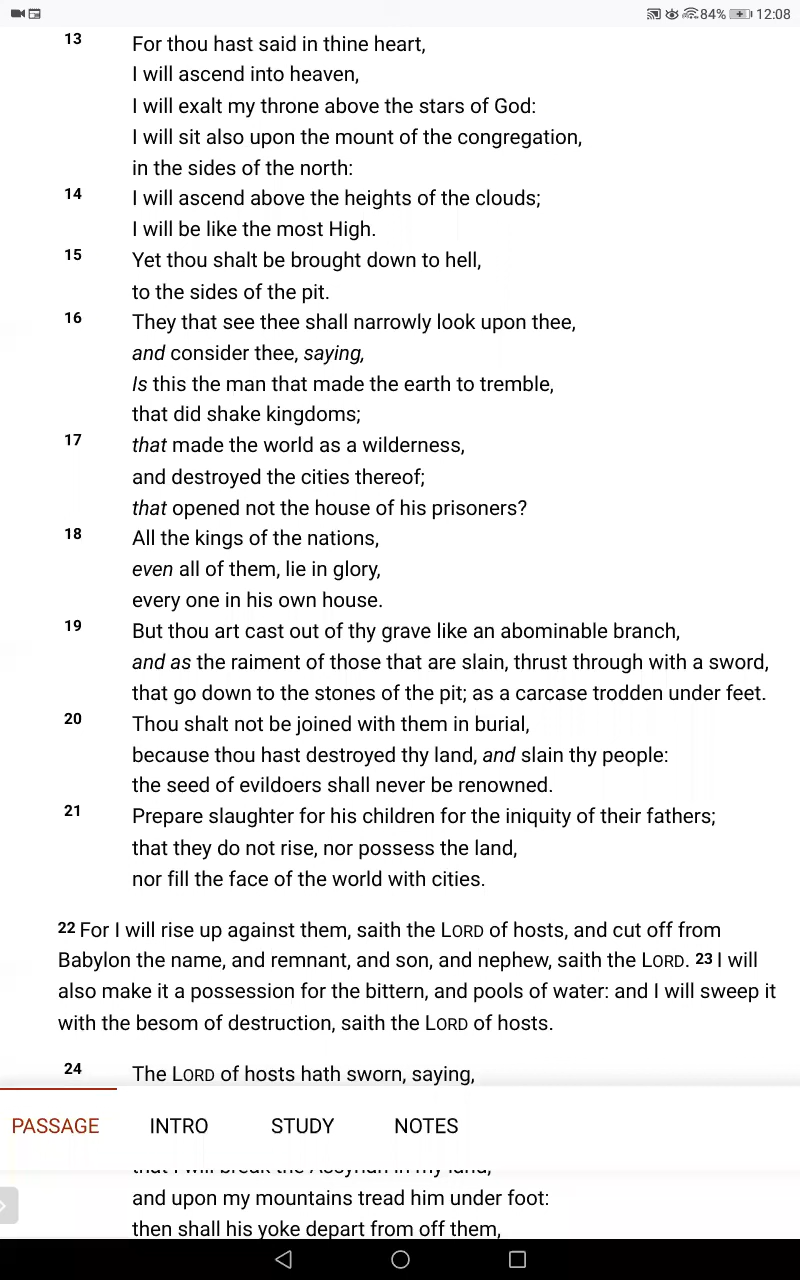 84% 12:08
13 For thou hast said in thine heart,
I will ascend into heaven,
I will exalt my throne above the stars of God:
I will sit also upon the mount of the congregation,
in the sides of the north:
14 I will ascend above the heights of the clouds;
I will be like the most High.
15 Yet thou shalt be brought down to hell,
to the sides of the pit.
16 They that see thee shall narrowly look upon thee,
and consider thee, saying,
Is this the man that made the earth to tremble,
that did shake kingdoms;
17 that made the world as a wilderness,
and destroyed the cities thereof;
that opened not the house of his prisoners?
18 All the kings of the nations,
even all of them, lie in glory,
every one in his own house.
19 But thou art cast out of thy grave like an abominable branch,
and as the raiment of those that are slain, thrust through with a sword,
that go down to the stones of the pit; as a carcase trodden under feet.
20 Thou shalt not be joined with them in burial,
because thou hast destroyed thy land, and slain thy people:
the seed of evildoers shall never be renowned.
21 Prepare slaughter for his children for the iniquity of their fathers;
that they do not rise, nor possess the land,
nor fill the face of the world with cities.
22 For I will rise up against them, saith the LORD of hosts, and cut off from
Babylon the name, and remnant, and son, and nephew, saith the LORD. 23 I will
also make it a possession for the bittern, and pools of water: and I will sweep it
with the besom of destruction, saith the LORD of hosts.
24 The LORD of hosts hath sworn, saying,
PASSAGE INTRO STUDY NOTES
that I will break the Assyrian in my land,
and upon my mountains tread him under foot:
then shall his yoke depart from off them,